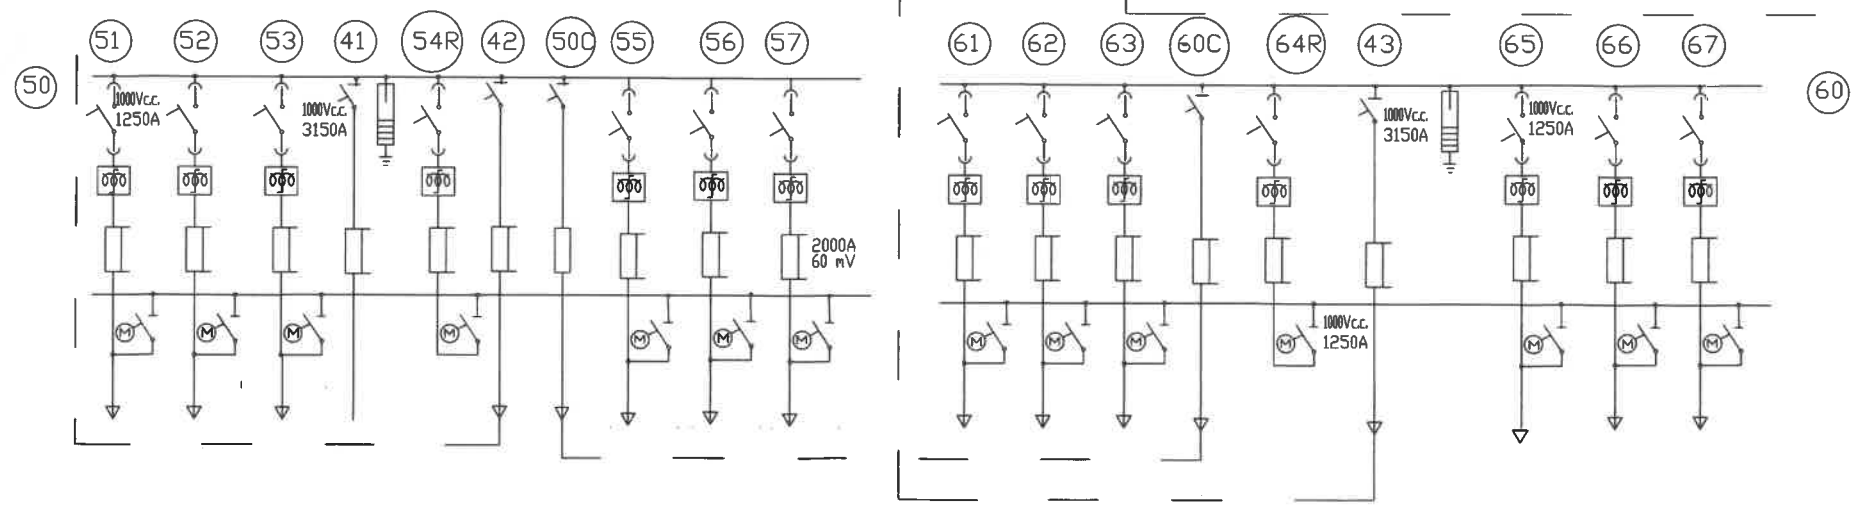 51 52 53 41 54R 42 50C 55 56 57
61 62 63 60C 64R 43 65 66 67
50
60
1000Vc.c.
1250A
1000Vc.c.
3150A
1000Vc.c.
3150A
1000Vc.c.
1250A
2000A
60 mV
M M M M M M M
1000Vc.c.
1250A
M M M M M M M